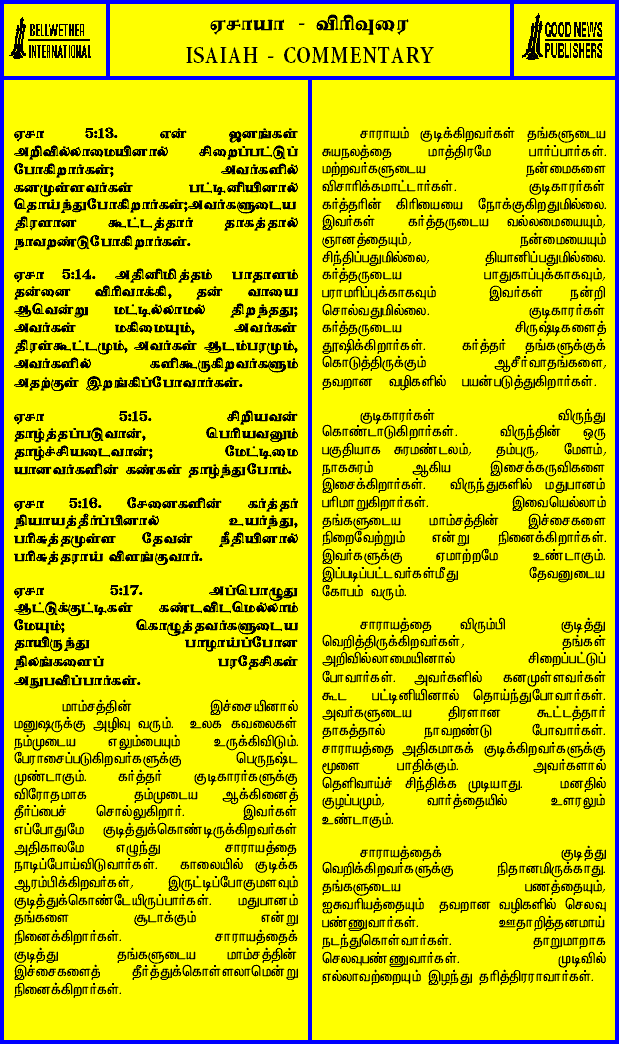 BELLWETHER
INTERNATIONAL
ஏசாயா - விரிவுரை
ISAIAH - COMMENTARY
GOOD NEWS
PUBLISHERS
ஏசா 5:13. என் ஜனங்கள்
அறிவில்லாமையினால் சிறைப்பட்டுப்
போகிறார்கள்; அவர்களில்
கனமுள்ளவர்கள் பட்டினியினால்
தொய்ந்துபோகிறார்கள்;அவர்களுடைய
திரளான கூட்டத்தார் தாகத்தால்
நாவறண்டுபோகிறார்கள்.
ஏசா 5:14. அதினிமித்தம் பாதாளம்
தன்னை விரிவாக்கி, தன் வாயை
ஆவென்று மட்டில்லாமல் திறந்தது;
அவர்கள் மகிமையும், அவர்கள்
திரள்கூட்டமும், அவர்கள் ஆடம்பரமும்,
அவர்களில் களிகூருகிறவர்களும்
அதற்குள் இறங்கிப்போவார்கள்.
ஏசா 5:15. சிறியவன்
தாழ்த்தப்படுவான், பெரியவனும்
தாழ்ச்சியடைவான்; மேட்டிமை
யானவர்களின் கண்கள் தாழ்ந்துபோம்.
ஏசா 5:16. சேனைகளின் கர்த்தர்
நியாயத்தீர்ப்பினால் உயர்ந்து,
பரிசுத்தமுள்ள தேவன் நீதியினால்
பரிசுத்தராய் விளங்குவார்.
ஏசா 5:17. அப்பொழுது
ஆட்டுக்குட்டிகள் கண்டவிடமெல்லாம்
மேயும்; கொழுத்தவர்களுடைய
தாயிருந்து பாழாய்ப்போன
நிலங்களைப் பரதேசிகள்
அநுபவிப்பார்கள்.
மாம்சத்தின் இச்சையினால்
மனுஷருக்கு அழிவு வரும். உலக கவலைகள்
நம்முடைய எலும்பையும் உருக்கிவிடும்.
பேராசைப்படுகிறவர்களுக்கு பெருநஷ்ட
முண்டாகும். கர்த்தர் குடிகாரர்களுக்கு
விரோதமாக தம்முடைய ஆக்கினைத்
தீர்ப்பைச் சொல்லுகிறார். இவர்கள்
எப்போதுமே குடித்துக்கொண்டிருக்கிறவர்கள்
அதிகாலமே எழுந்து சாராயத்தை
நாடிப்போய்விடுவார்கள். காலையில் குடிக்க
ஆரம்பிக்கிறவர்கள், இருட்டிப்போகுமளவும்
குடித்துக்கொண்டேயிருப்பார்கள். மதுபானம்
தங்களை சூடாக்கும் என்று
நினைக்கிறார்கள். சாராயத்தைக்
குடித்து தங்களுடைய மாம்சத்தின்
இச்சைகளைத் தீர்த்துக்கொள்ளலாமென்று
நினைக்கிறார்கள்.
சாராயம் குடிக்கிறவர்கள் தங்களுடைய
சுயநலத்தை மாத்திரமே பார்ப்பார்கள்.
மற்றவர்களுடைய நன்மைகளை
விசாரிக்கமாட்டார்கள். குடிகாரர்கள்
கர்த்தரின் கிரியையை நோக்குகிறதுமில்லை.
இவர்கள் கர்த்தருடைய வல்லமையையும்,
ஞானத்தையும், நன்மையையும்
சிந்திப்பதுமில்லை, தியானிப்பதுமில்லை.
கர்த்தருடைய பாதுகாப்புக்காகவும்,
பராமரிப்புக்காகவும் இவர்கள் நன்றி
சொல்வதுமில்லை. குடிகாரர்கள்
கர்த்தருடைய சிருஷ்டிகளைத்
தூஷிக்கிறார்கள். கர்த்தர் தங்களுக்குக்
கொடுத்திருக்கும் ஆசீர்வாதங்களை,
தவறான வழிகளில் பயன்படுத்துகிறார்கள்.
குடிகாரர்கள் விருந்து
கொண்டாடுகிறார்கள். விருந்தின் ஒரு
பகுதியாக சுரமண்டலம், தம்புரு, மேளம்,
நாகசுரம் ஆகிய இசைக்கருவிகளை
இசைக்கிறார்கள். விருந்துகளில் மதுபானம்
பரிமாறுகிறார்கள். இவையெல்லாம்
தங்களுடைய மாம்சத்தின் இச்சைகளை
நிறைவேற்றும் என்று நினைக்கிறார்கள்.
இவர்களுக்கு ஏமாற்றமே உண்டாகும்.
இப்படிப்பட்டவர்கள்மீது தேவனுடைய
கோபம் வரும்.
சாராயத்தை விரும்பி குடித்து
வெறித்திருக்கிறவர்கள், தங்கள்
அறிவில்லாமையினால் சிறைப்பட்டுப்
போவார்கள். அவர்களில் கனமுள்ளவர்கள்
கூட பட்டினியினால் தொய்ந்துபோவார்கள்.
அவர்களுடைய திரளான கூட்டத்தார்
தாகத்தால் நாவறண்டு போவார்கள்.
சாராயத்தை அதிகமாகக் குடிக்கிறவர்களுக்கு
மூளை பாதிக்கும். அவர்களால்
தெளிவாய்ச் சிந்திக்க முடியாது. மனதில்
குழப்பமும், வார்த்தையில் உளரலும்
உண்டாகும்.
சாராயத்தைக் குடித்து
வெறிக்கிறவர்களுக்கு நிதானமிருக்காது.
தங்களுடைய பணத்தையும்,
ஐசுவரியத்தையும் தவறான வழிகளில் செலவு
பண்ணுவார்கள். ஊதாறித்தனமாய்
நடந்துகொள்வார்கள். தாறுமாறாக
செலவுபண்ணுவார்கள். முடிவில்
எல்லாவற்றையும் இழந்து தரித்திரராவார்கள்.